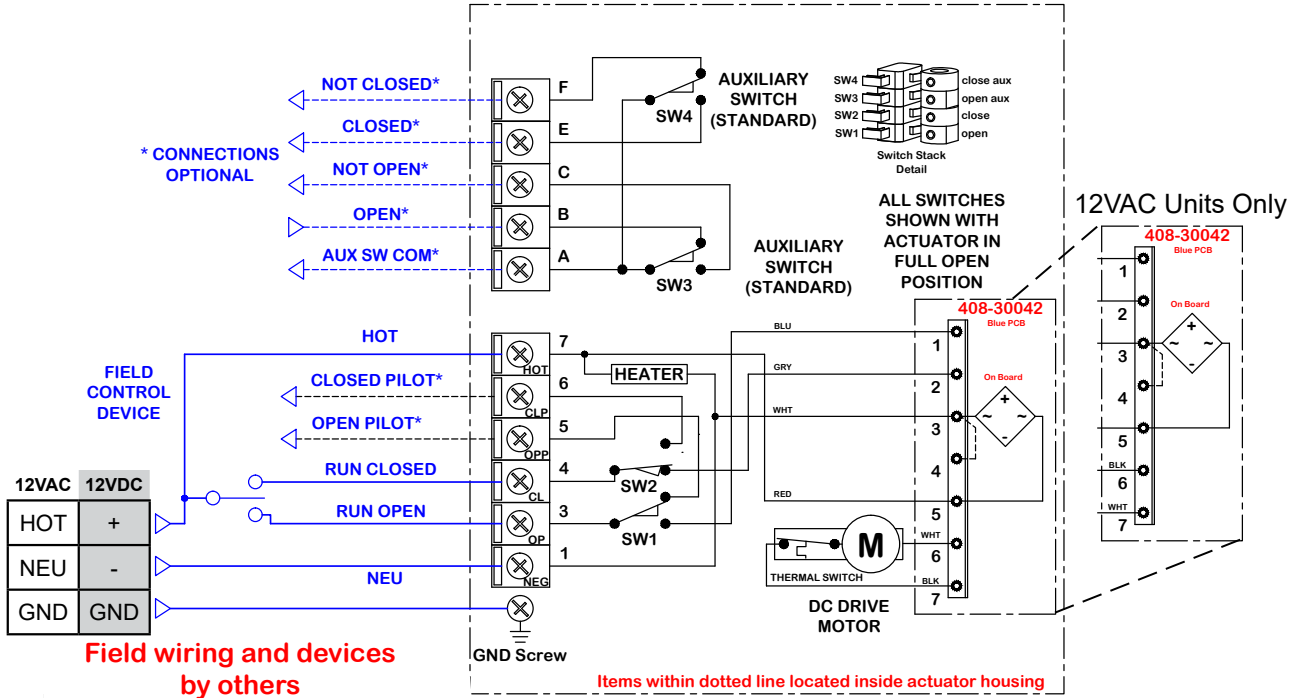 NOT CLOSED*
CLOSED*
* CONNECTIONS
OPTIONAL
NOT OPEN*
OPEN*
AUX SW COM*
F
E
C
B
A
SW4
AUXILIARY
SWITCH
(STANDARD)
SW3
AUXILIARY
SWITCH
(STANDARD)
SW4
SW3
SW2
SW1
close aux
open aux
close
open
Switch Stack
Detail
ALL SWITCHES
SHOWN WITH
ACTUATOR IN
FULL OPEN
POSITION
12VAC Units Only
408-30042
Blue PCB
On Board
+
~
~
-
1
2
3
4
5
BLK
6
WHT
7
FIELD
CONTROL
DEVICE
HOT
CLOSED PILOT*
OPEN PILOT*
RUN CLOSED
RUN OPEN
NEU
7
HOT
6
CLP
5
OPP
4
CL
3
OP
1
NEG
GND Screw
HEATER
SW2
SW1
BLU
GRY
WHT
RED
WHT
BLK
408-30042
Blue PCB
On Board
+
~
~
-
1
2
3
4
5
6
7
M
THERMAL SWITCH
DC DRIVE
MOTOR
12VAC 12VDC
HOT +
NEU -
GND GND
Field wiring and devices
by others
Items within dotted line located inside actuator housing